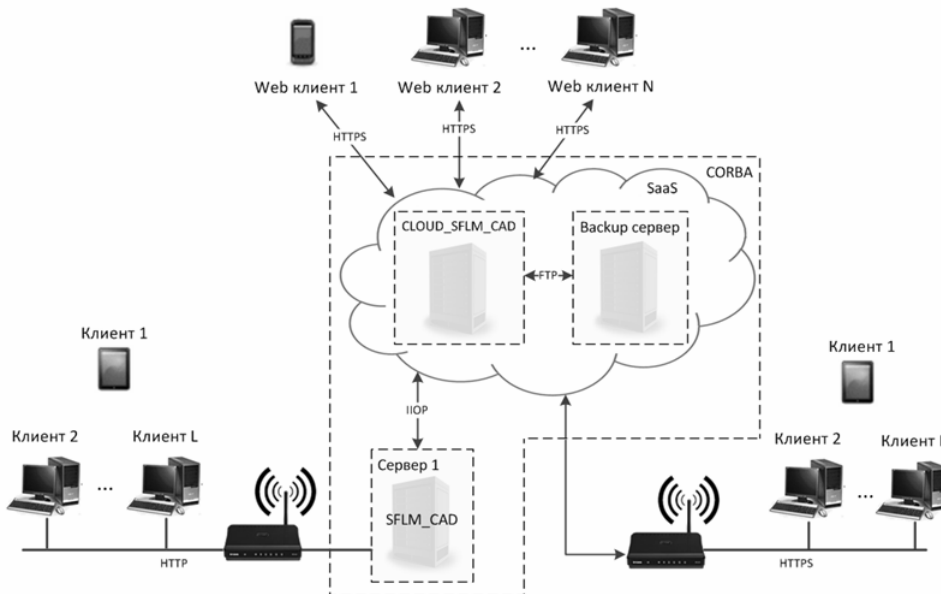 Web клиент 1
Web клиент 2
...
Web клиент N
HTTPS
HTTPS
HTTPS
CORBA
SaaS
CLOUD_SFLM_CAD
Backup сервер
FTP
IIOP
Клиент 1
Клиент 2
Клиент L
...
HTTP
Сервер 1
SFLM_CAD
Клиент 1
Клиент 2
Клиент
...
HTTPS